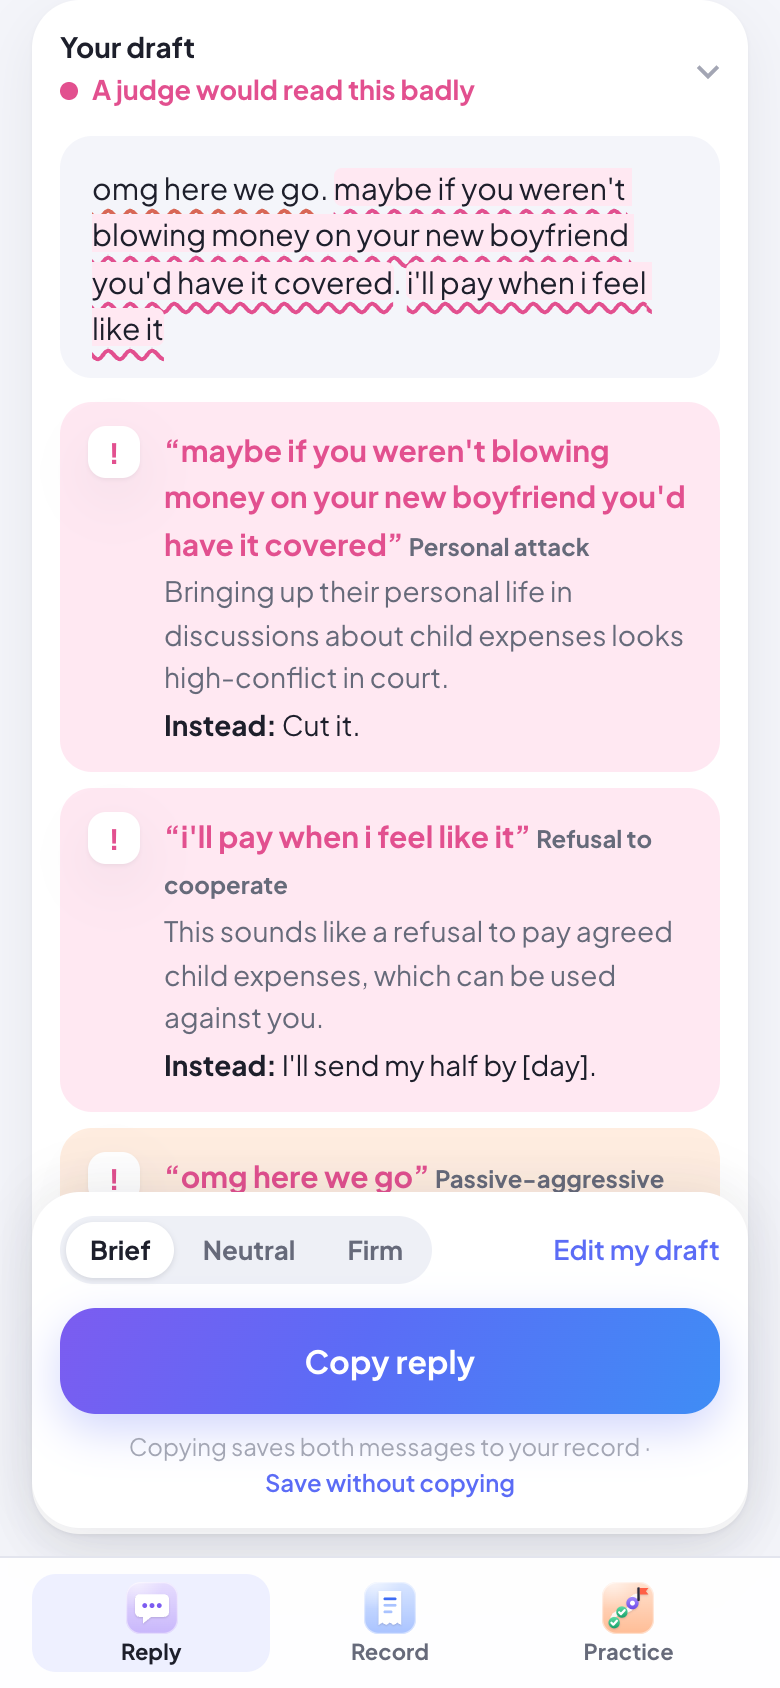 Your draft
A judge would read this badly
omg here we go. maybe if you weren't
blowing money on your new boyfriend
you'd have it covered. i'll pay when i feel
like it
! “maybe if you weren't blowing
money on your new boyfriend you'd
have it covered” Personal attack
Bringing up their personal life in
discussions about child expenses looks
high-conflict in court.
Instead: Cut it.
! “i'll pay when i feel like it” Refusal to
cooperate
This sounds like a refusal to pay agreed
child expenses, which can be used
against you.
Instead: I'll send my half by [day].
! “omg here we go” Passive-aggressive
Brief Neutral Firm Edit my draft
Copy reply
Copying saves both messages to your record ·
Save without copying
Reply Record Practice